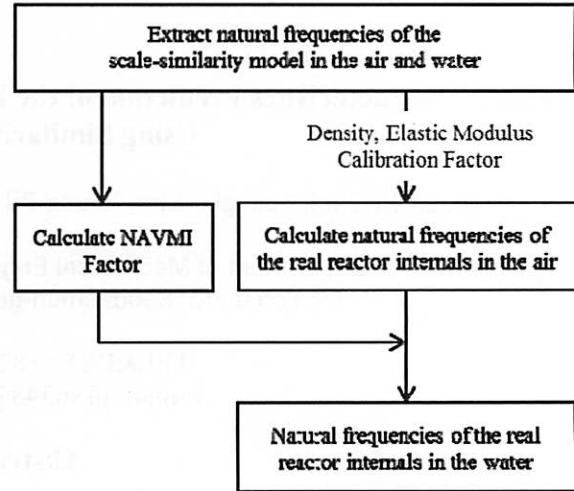 Extract natural frequencies of the
scale-similarity model in the air and water
Density, Elastic Modulus
Calibration Factor
Calculate NAVMI
Factor
Calculate natural frequencies of
the real reactor internals in the air
Natural frequencies of the real
reactor internals in the water